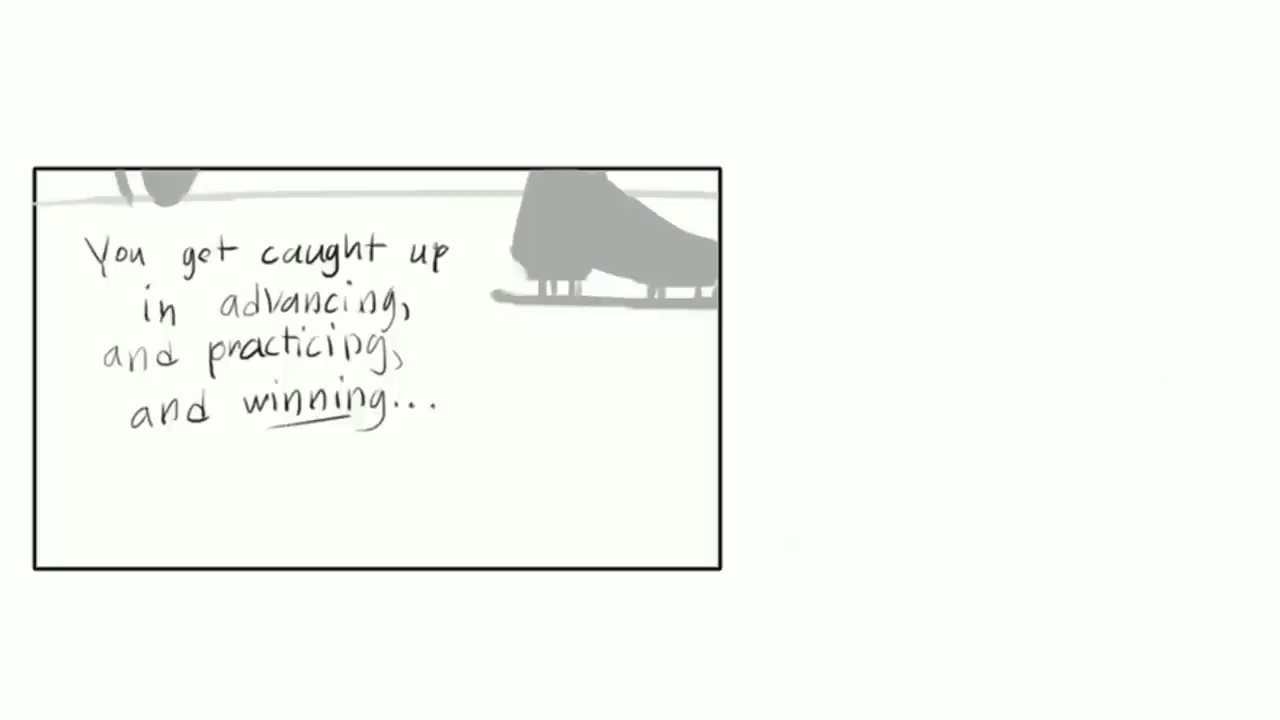 You get caught up
in advancing,
and practicing,
and winning...